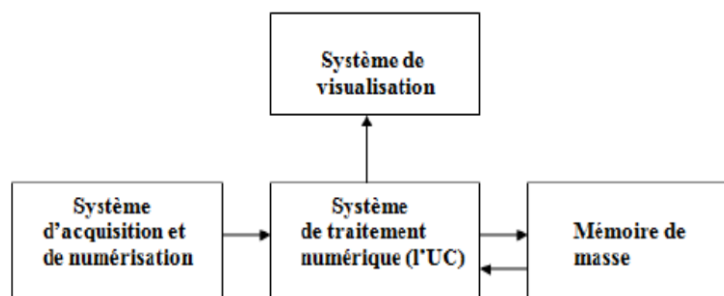 Système de
visualisation
Système
d'acquisition et
de numérisation
Système
de traitement
numérique (l'UC)
Mémoire de
masse